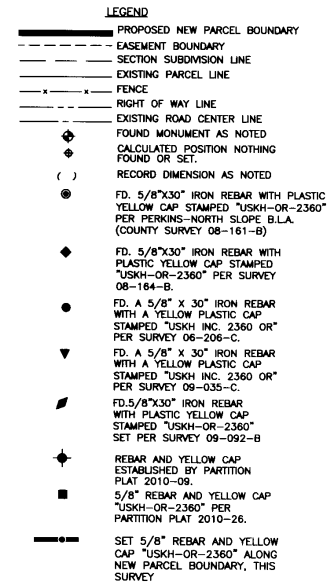 LEGEND
PROPOSED NEW PARCEL BOUNDARY
EASEMENT BOUNDARY
SECTION SUBDIVISION LINE
EXISTING PARCEL LINE
x x FENCE
RIGHT OF WAY LINE
EXISTING ROAD CENTER LINE
FOUND MONUMENT AS NOTED
CALCULATED POSITION NOTHING
FOUND OR SET.
( ) RECORD DIMENSION AS NOTED
FD. 5/8"X30" IRON REBAR WITH PLASTIC
YELLOW CAP STAMPED "USKH-OR-2360"
PER PERKINS-NORTH SLOPE B.L.A.
(COUNTY SURVEY 08-161-B)
FD. 5/8"X30" IRON REBAR WITH
PLASTIC YELLOW CAP STAMPED
"USKH-OR-2360" PER SURVEY
08-164-B.
FD. A 5/8" X 30" IRON REBAR
WITH A YELLOW PLASTIC CAP
STAMPED "USKH INC. 2360 OR"
PER SURVEY 06-206-C.
FD. A 5/8" X 30" IRON REBAR
WITH A YELLOW PLASTIC CAP
STAMPED "USKH INC. 2360 OR"
PER SURVEY 09-035-C.
FD.5/8"X30" IRON REBAR
WITH PLASTIC YELLOW CAP
STAMPED "USKH-OR-2360"
SET PER SURVEY 09-092-B
REBAR AND YELLOW CAP
ESTABLISHED BY PARTITION
PLAT 2010-09.
5/8" REBAR AND YELLOW CAP
"USKH-OR-2360" PER
PARTITION PLAT 2010-26.
SET 5/8" REBAR AND YELLOW
CAP "USKH-OR-2360" ALONG
NEW PARCEL BOUNDARY, THIS
SURVEY